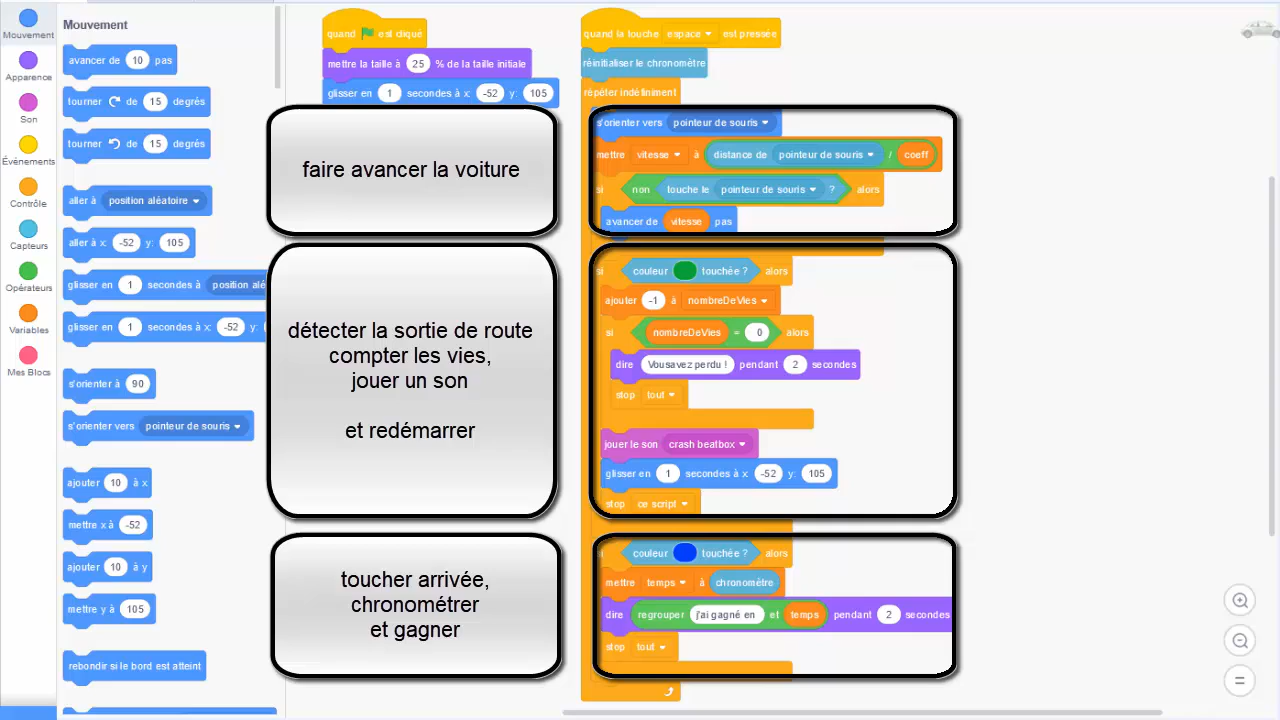 Mouvement
Mouvement
Apparence
Son
Événements
Contrôle
Capteurs
Opérateurs
Variables
Mes Blocs
avancer de 10 pas
tourner de 15 degrés
tourner de 15 degrés
aller à position aléatoire
aller à x: -52 y: 105
glisser en 1 secondes à position alé
glisser en 1 secondes à x: -52 y:
s'orienter à 90
s'orienter vers pointeur de souris
ajouter 10 à x
mettre x à -52
ajouter 10 à y
mettre y à 105
rebondir si le bord est atteint
quand est cliqué
mettre la taille à 25 % de la taille initiale
glisser en 1 secondes à x: -52 y: 105
faire avancer la voiture
détecter la sortie de route
compter les vies,
jouer un son
et redémarrer
toucher arrivée,
chronométrer
et gagner
quand la touche espace est pressée
réinitialiser le chronomètre
répéter indéfiniment
s'orienter vers pointeur de souris
mettre vitesse à distance de pointeur de souris / coeff
si non touche le pointeur de souris ? alors
avancer de vitesse pas
si couleur touchée ? alors
ajouter -1 à nombreDeVies
si nombreDeVies = 0 alors
dire Vousavez perdu ! pendant 2 secondes
stop tout
jouer le son crash beatbox
glisser en 1 secondes à x: -52 y: 105
stop ce script
si couleur touchée ? alors
mettre temps à chronomètre
dire regrouper j'ai gagné en et temps pendant 2 secondes
stop tout